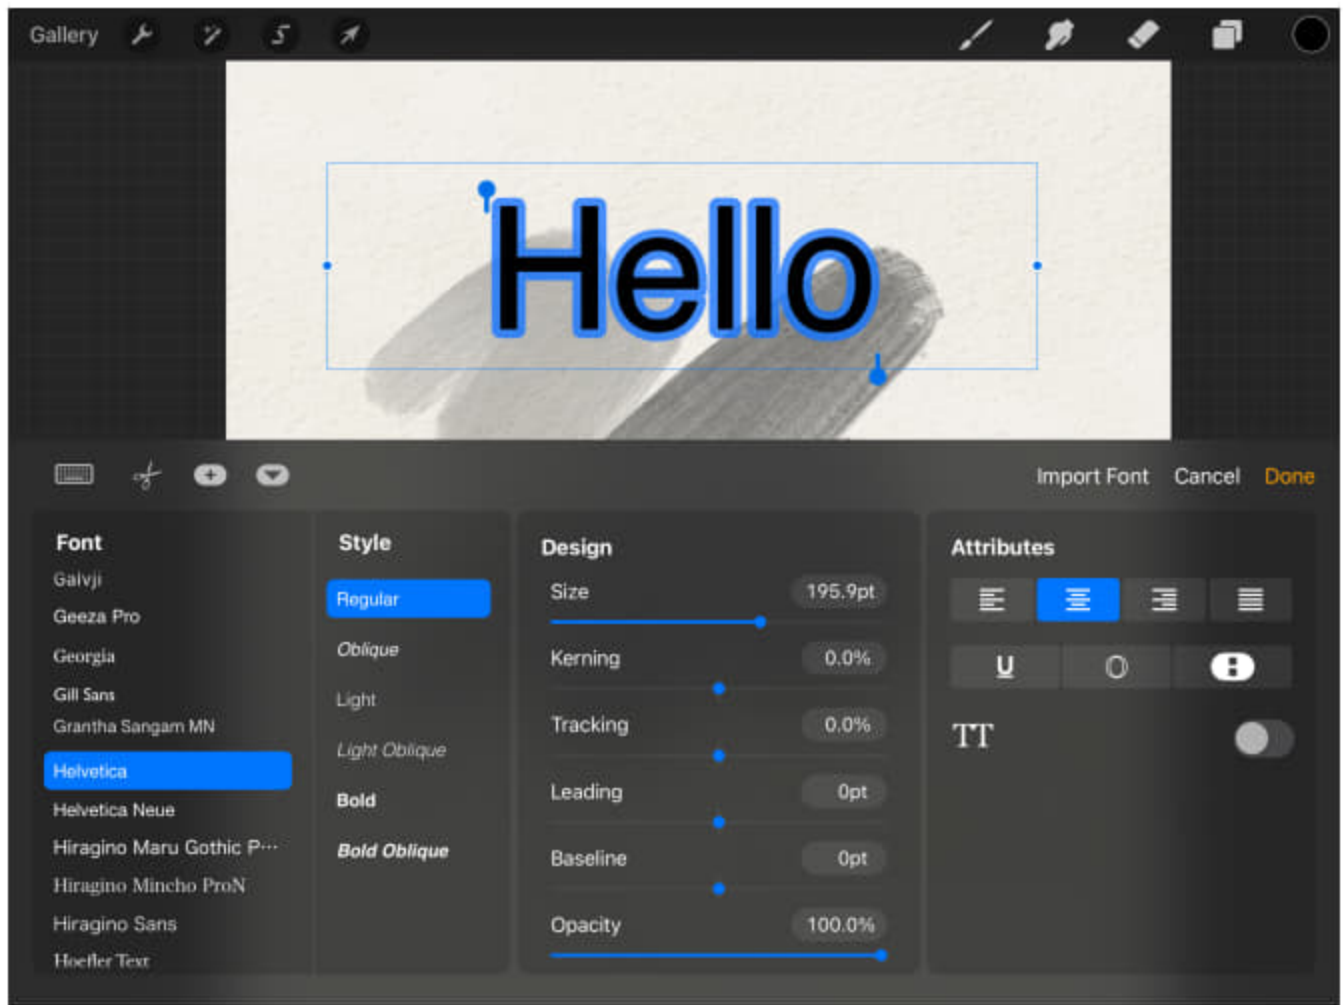 Gallery
Hello
Import Font Cancel Done
Font
Galvji
Geeza Pro
Georgia
Gill Sans
Grantha Sangam MN
Helvetica
Helvetica Neue
Hiragino Maru Gothic P···
Hiragino Mincho ProN
Hiragino Sans
Hoefler Text
Style
Regular
Oblique
Light
Light Oblique
Bold
Bold Oblique
Design
Size 195.9pt
Kerning 0.0%
Tracking 0.0%
Leading 0pt
Baseline 0pt
Opacity 100.0%
Attributes
U O
TT